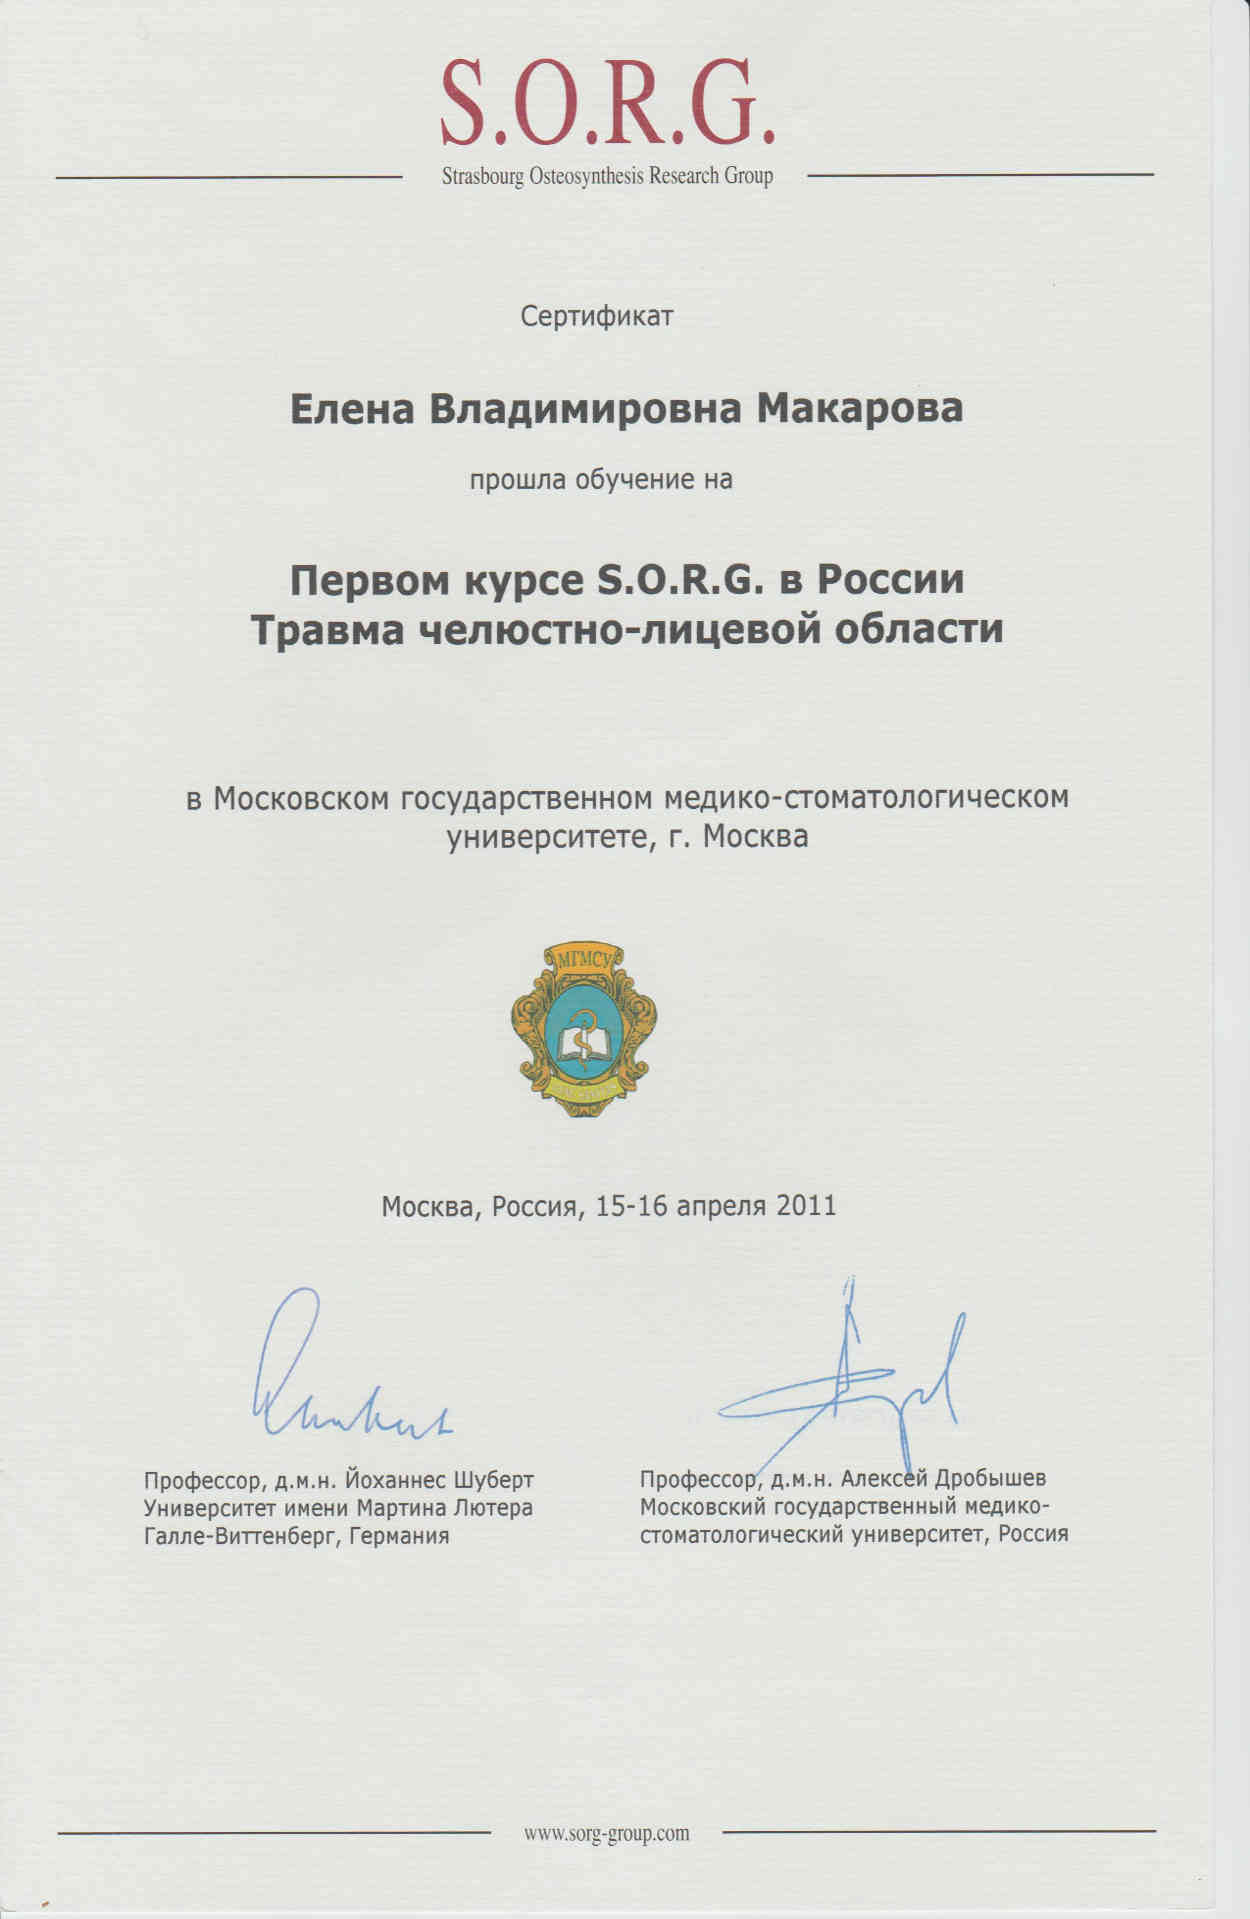 S.O.R.G.
Strasbourg Osteosynthesis Research Group
Сертификат
Елена Владимировна Макарова
прошла обучение на
Первом курсе S.O.R.G. в России
Травма челюстно-лицевой области
в Московском государственном медико-стоматологическом
университете, г. Москва
МГМСУ
Москва, Россия, 15-16 апреля 2011
Профессор, д.м.н. Йоханнес Шуберт
Университет имени Мартина Лютера
Галле-Виттенберг, Германия
Профессор, д.м.н. Алексей Дробышев
Московский государственный медико-
стоматологический университет, Россия
www.sorg-group.com